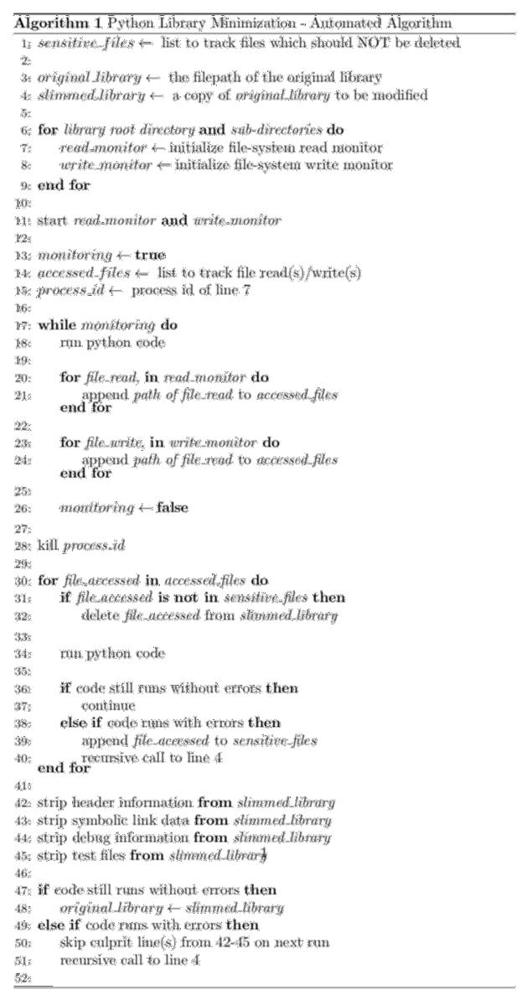 Algorithm 1 Python Library Minimization - Automated Algorithm
1: sensitive_files ← list to track files which should NOT be deleted
2:
3: original_library ← the filepath of the original library
4: slimmed_library ← a copy of original_library to be modified
5:
6: for library root directory and sub-directories do
7: read_monitor ← initialize file-system read monitor
8: write_monitor ← initialize file-system write monitor
9: end for
10:
11: start read_monitor and write_monitor
12:
13: monitoring ← true
14: accessed_files ← list to track file read(s)/write(s)
15: process_id ← process id of line 7
16:
17: while monitoring do
18: run python code
19:
20: for file_read, in read_monitor do
21: append path of file_read to accessed_files
end for
22:
23: for file_write, in write_monitor do
24: append path of file_read to accessed_files
end for
25:
26: monitoring ← false
27:
28: kill process_id
29:
30: for file_accessed in accessed_files do
31: if file_accessed is not in sensitive_files then
32: delete file_accessed from slimmed_library
33:
34: run python code
35:
36: if code still runs without errors then
37: continue
38: else if code runs with errors then
39: append file_accessed to sensitive_files
40: recursive call to line 4
end for
41:
42: strip header information from slimmed_library
43: strip symbolic link data from slimmed_library
44: strip debug information from slimmed_library
45: strip test files from slimmed_library1
46:
47: if code still runs without errors then
48: original_library ← slimmed_library
49: else if code runs with errors then
50: skip culprit line(s) from 42-45 on next run
51: recursive call to line 4
52: